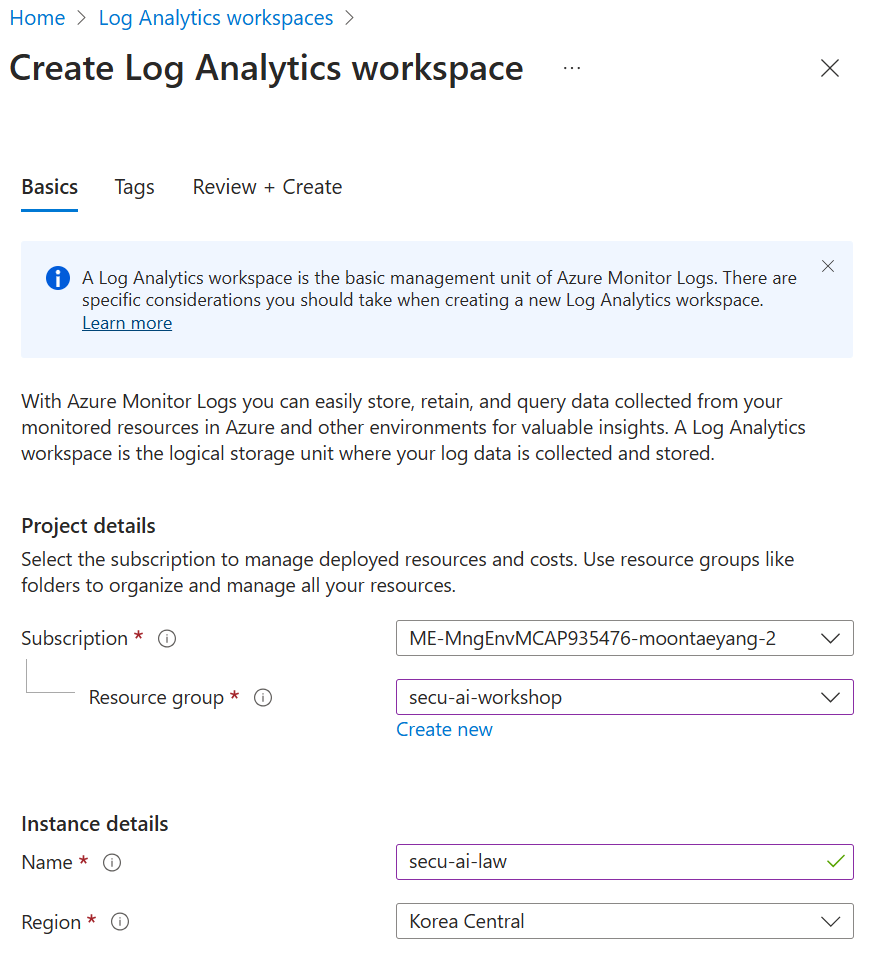 Home > Log Analytics workspaces >
Create Log Analytics workspace ...
Basics Tags Review + Create
A Log Analytics workspace is the basic management unit of Azure Monitor Logs. There are
specific considerations you should take when creating a new Log Analytics workspace.
Learn more
With Azure Monitor Logs you can easily store, retain, and query data collected from your
monitored resources in Azure and other environments for valuable insights. A Log Analytics
workspace is the logical storage unit where your log data is collected and stored.
Project details
Select the subscription to manage deployed resources and costs. Use resource groups like
folders to organize and manage all your resources.
Subscription * ME-MngEnvMCAP935476-moontaeyang-2
Resource group * secu-ai-workshop
Create new
Instance details
Name * secu-ai-law
Region * Korea Central